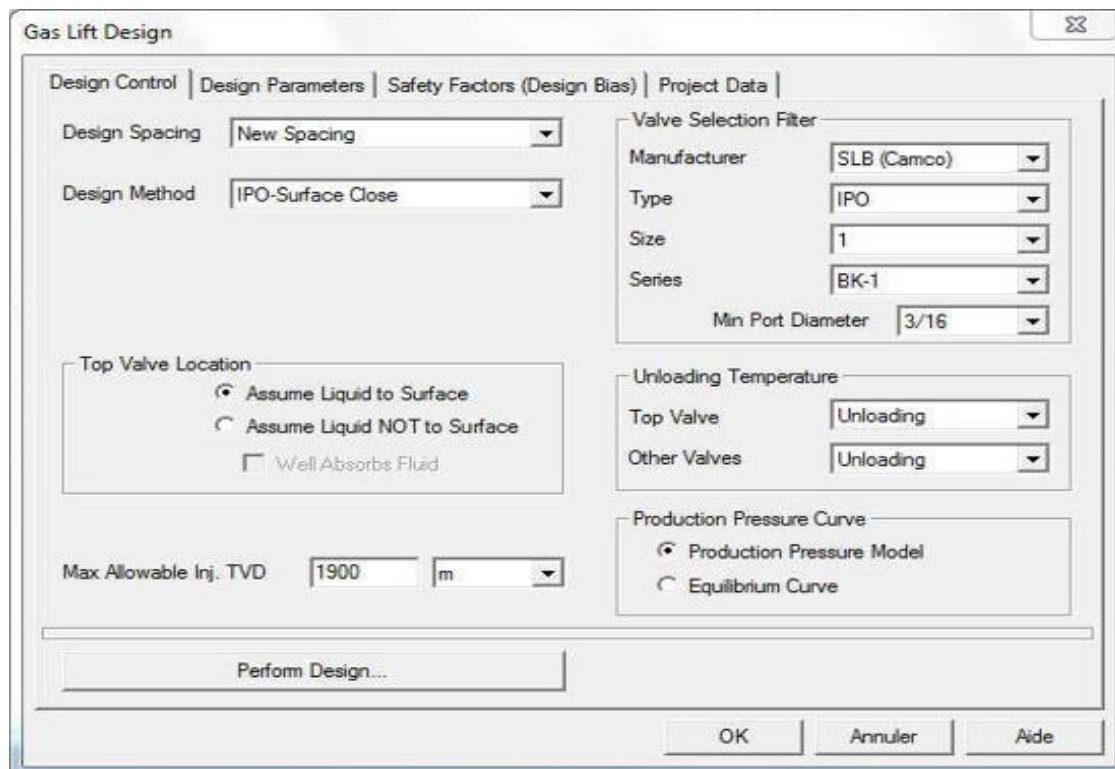 Gas Lift Design
Design Control | Design Parameters | Safety Factors (Design Bias) | Project Data
Design Spacing New Spacing
Design Method IPO-Surface Close
Top Valve Location
Assume Liquid to Surface
Assume Liquid NOT to Surface
Well Absorbs Fluid
Max Allowable Inj. TVD 1900 m
Valve Selection Filter
Manufacturer SLB (Camco)
Type IPO
Size 1
Series BK-1
Min Port Diameter 3/16
Unloading Temperature
Top Valve Unloading
Other Valves Unloading
Production Pressure Curve
Production Pressure Model
Equilibrium Curve
Perform Design...
OK Annuler Aide